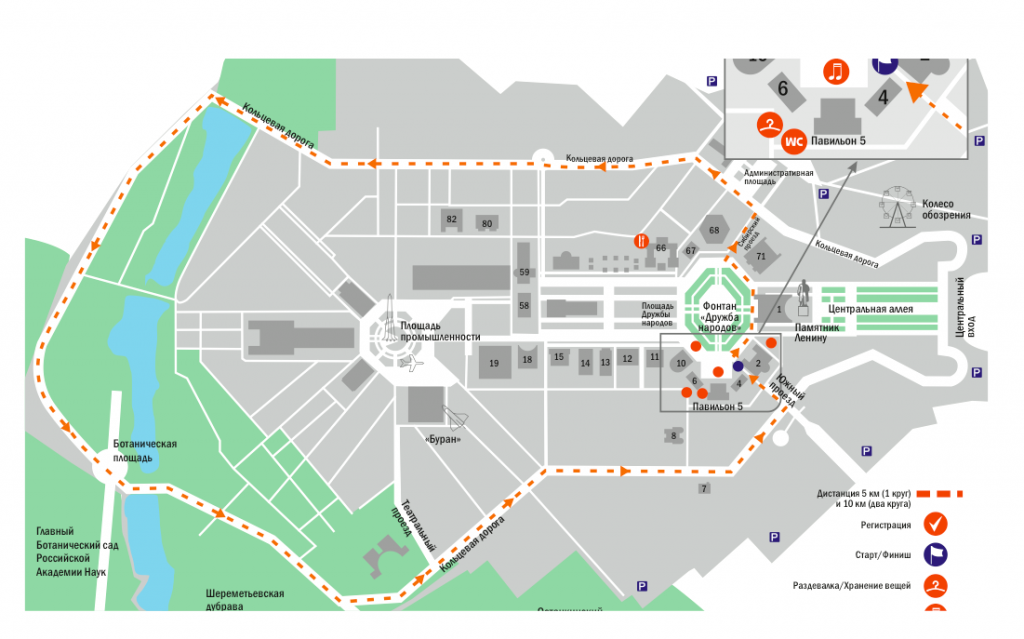 P
6
4
WC
Павильон 5
P
Кольцевая дорога
Кольцевая дорога
Административная
площадь
P
Колесо
обозрения
82
80
68
Сибирский
проезд
66
67
71
Кольцевая дорога
P
59
58
Площадь
Дружбы
народов
Фонтан
«Дружба
народов»
1
Памятник
Ленину
Центральная аллея
Центральный
вход
Площадь
промышленности
19
18
15
14
13
12
11
10
6
4
2
Павильон 5
Южный
проезд
P
«Буран»
8
7
Ботаническая
площадь
P
Театральный
проезд
Кольцевая дорога
Главный
Ботанический сад
Российской
Академии Наук
Шереметьевская
дубрава
P
P
Дистанция 5 км (1 круг)
и 10 км (два круга)
Регистрация
Старт/Финиш
Раздевалка/Хранение вещей